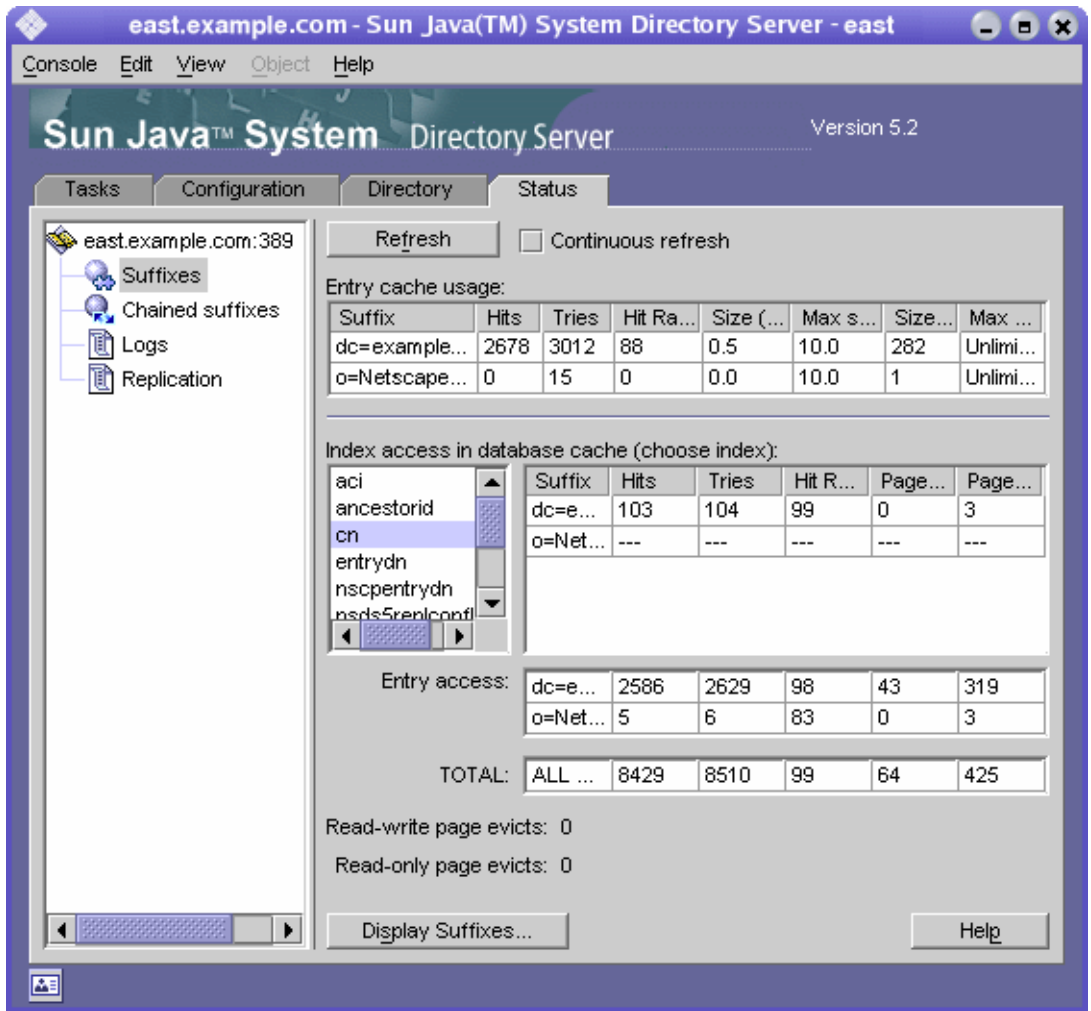 east.example.com - Sun Java(TM) System Directory Server - east
Console Edit View Object Help
Sun Java™ System Directory Server Version 5.2
Tasks Configuration Directory Status
east.example.com:389
Suffixes
Chained suffixes
Logs
Replication
Refresh Continuous refresh
Entry cache usage:
Suffix Hits Tries Hit Ra... Size (... Max s... Size... Max ...
dc=example... 2678 3012 88 0.5 10.0 282 Unlimi...
o=Netscape... 0 15 0 0.0 10.0 1 Unlimi...
Index access in database cache (choose index):
aci
ancestorid
cn
entrydn
nscpentrydn
nsds5replconfl
Suffix Hits Tries Hit R... Page... Page...
dc=e... 103 104 99 0 3
o=Net... --- --- --- --- ---
Entry access: dc=e... 2586 2629 98 43 319
o=Net... 5 6 83 0 3
TOTAL: ALL ... 8429 8510 99 64 425
Read-write page evicts: 0
Read-only page evicts: 0
Display Suffixes... Help